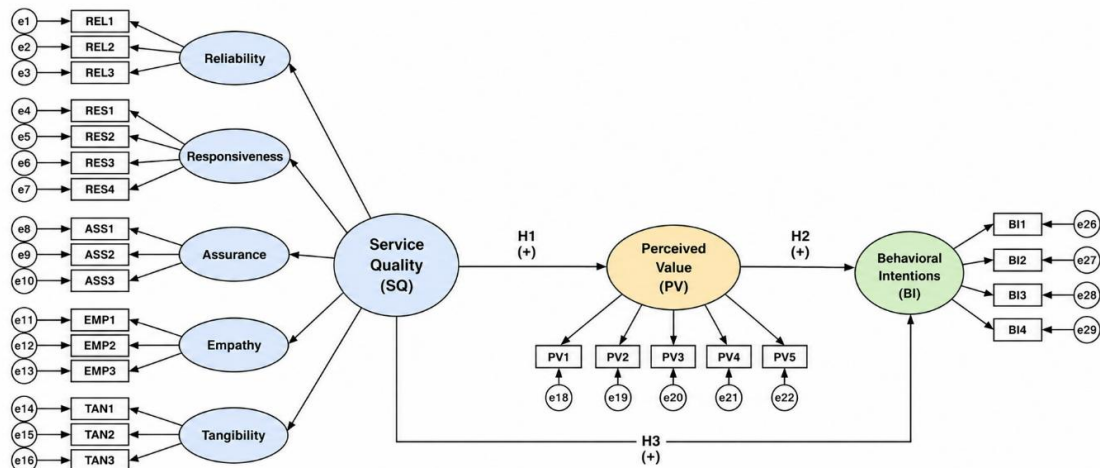 e1 REL1
e2 REL2
e3 REL3
Reliability
e4 RES1
e5 RES2
e6 RES3
e7 RES4
Responsiveness
e8 ASS1
e9 ASS2
e10 ASS3
Assurance
e11 EMP1
e12 EMP2
e13 EMP3
Empathy
e14 TAN1
e15 TAN2
e16 TAN3
Tangibility
Service
Quality
(SQ)
H1
(+)
Perceived
Value
(PV)
PV1 PV2 PV3 PV4 PV5
e18 e19 e20 e21 e22
H2
(+)
Behavioral
Intentions
(BI)
BI1 e26
BI2 e27
BI3 e28
BI4 e29
H3
(+)